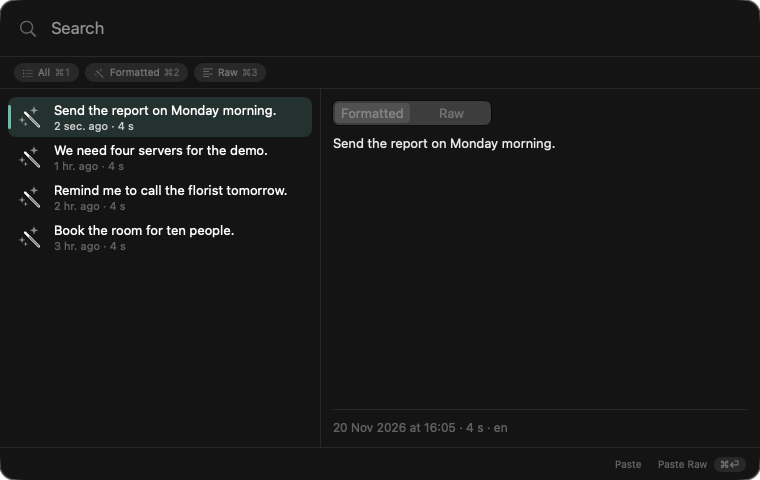 Search
All ⌘1 Formatted ⌘2 Raw ⌘3
Send the report on Monday morning.
2 sec. ago · 4 s
We need four servers for the demo.
1 hr. ago · 4 s
Remind me to call the florist tomorrow.
2 hr. ago · 4 s
Book the room for ten people.
3 hr. ago · 4 s
Formatted Raw
Send the report on Monday morning.
20 Nov 2026 at 16:05 · 4 s · en
Paste Paste Raw ⌘⏎